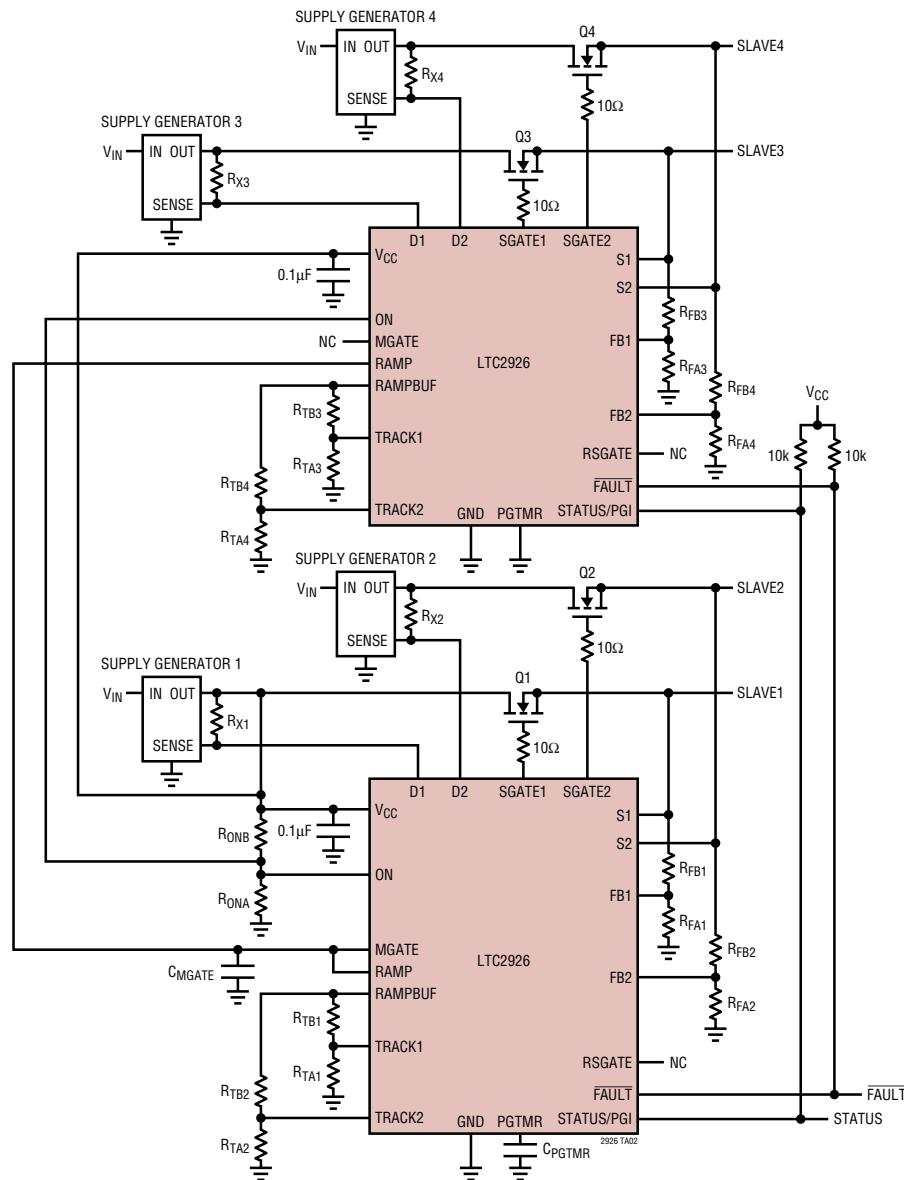 SUPPLY GENERATOR 4
Q4
VIN
IN OUT
SLAVE4
RX4
SENSE
10Ω
SUPPLY GENERATOR 3
Q3
VIN
IN OUT
SLAVE3
RX3
SENSE
10Ω
D1
D2
SGATE1
SGATE2
VCC
S1
0.1µF
S2
ON
RFB3
NC
MGATE
FB1
RAMP
LTC2926
RAMPBUF
RFA3
RFB4
RTB3
VCC
TRACK1
FB2
RTA3
RFA4
10k
10k
RSGATE
NC
RTB4
FAULT
TRACK2
GND
PGTMR
STATUS/PGI
RTA4
SUPPLY GENERATOR 2
Q2
VIN
IN OUT
SLAVE2
RX2
SENSE
10Ω
SUPPLY GENERATOR 1
Q1
VIN
IN OUT
SLAVE1
RX1
SENSE
10Ω
D1
D2
SGATE1
SGATE2
VCC
S1
RONB
0.1µF
S2
ON
RFB1
RONA
FB1
RFA1
MGATE
LTC2926
RFB2
CMGATE
RAMP
FB2
RAMPBUF
RFA2
RTB1
TRACK1
RSGATE
NC
RTA1
RTB2
FAULT
FAULT
TRACK2
GND
PGTMR
STATUS/PGI
STATUS
RTA2
CPGTMR
2926 TA02